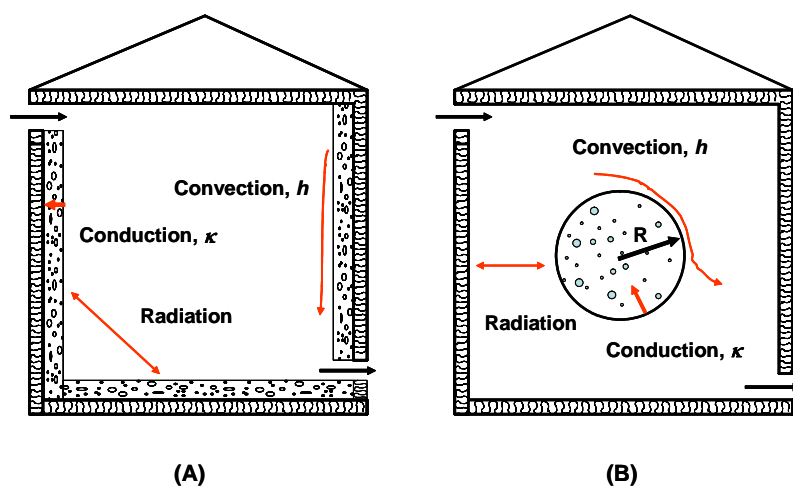 Convection, h
Conduction, κ
Radiation
(A)
Convection, h
R
Radiation
Conduction, κ
(B)